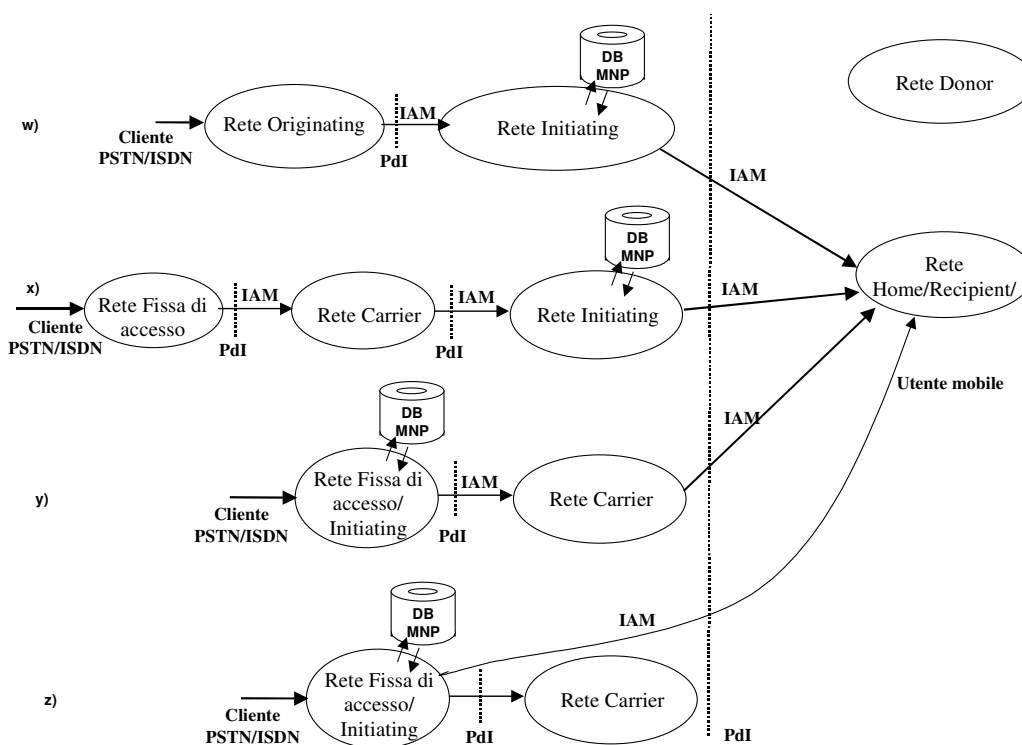 DB
MNP
Rete Donor
w)
Cliente
PSTN/ISDN
Rete Originating
IAM
PdI
Rete Initiating
IAM
DB
MNP
x)
Cliente
PSTN/ISDN
Rete Fissa di
accesso
IAM
PdI
Rete Carrier
IAM
PdI
Rete Initiating
IAM
Rete
Home/Recipient/
Utente mobile
DB
MNP
y)
Cliente
PSTN/ISDN
Rete Fissa di
accesso/
Initiating
IAM
PdI
Rete Carrier
IAM
DB
MNP
IAM
z)
Cliente
PSTN/ISDN
Rete Fissa di
accesso/
Initiating
PdI
Rete Carrier
PdI